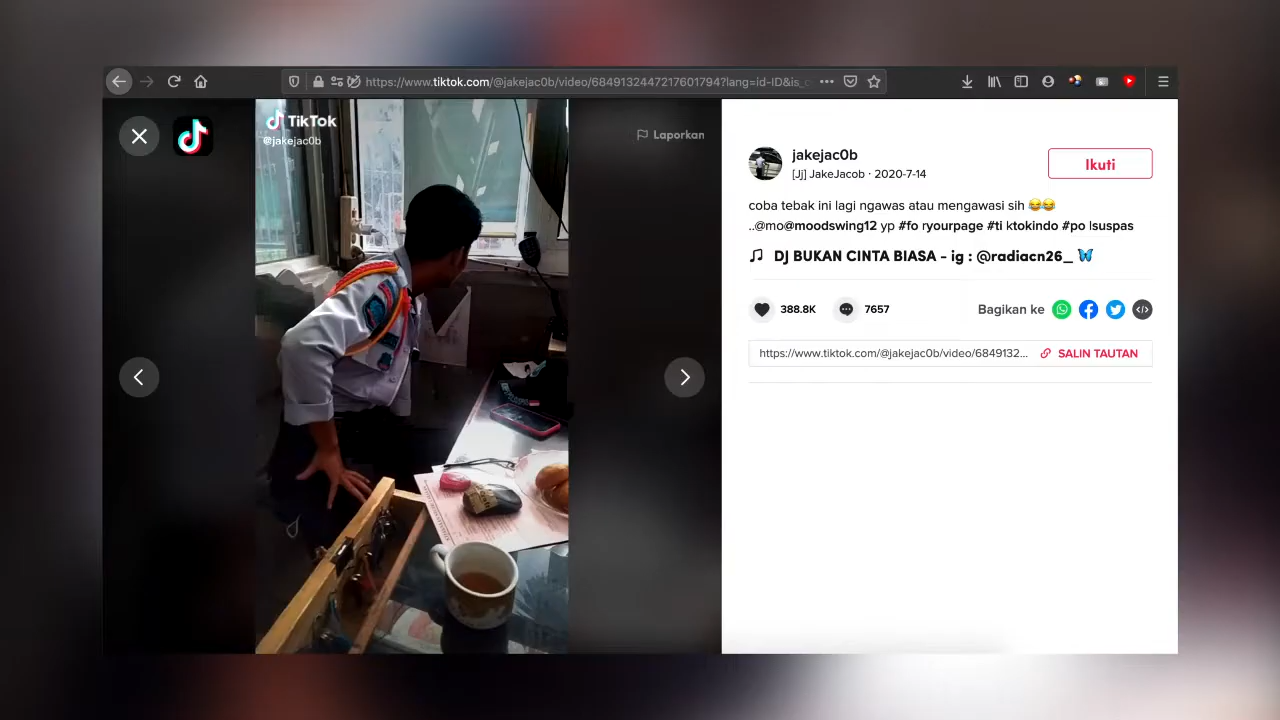 https://www.tiktok.com/@jakejac0b/video/6849132447217601794?lang=id-ID&is_c
TikTok
@jakejac0b
Laporkan
jakejac0b
[Jj] JakeJacob · 2020-7-14
Ikuti
coba tebak ini lagi ngawas atau mengawasi sih 😂😂
..@mo@moodswing12 yp #fo ryourpage #ti ktokindo #po lsuspas
DJ BUKAN CINTA BIASA - ig : @radiacn26_ 🦋
388.8K
7657
Bagikan ke
https://www.tiktok.com/@jakejac0b/video/6849132...
SALIN TAUTAN